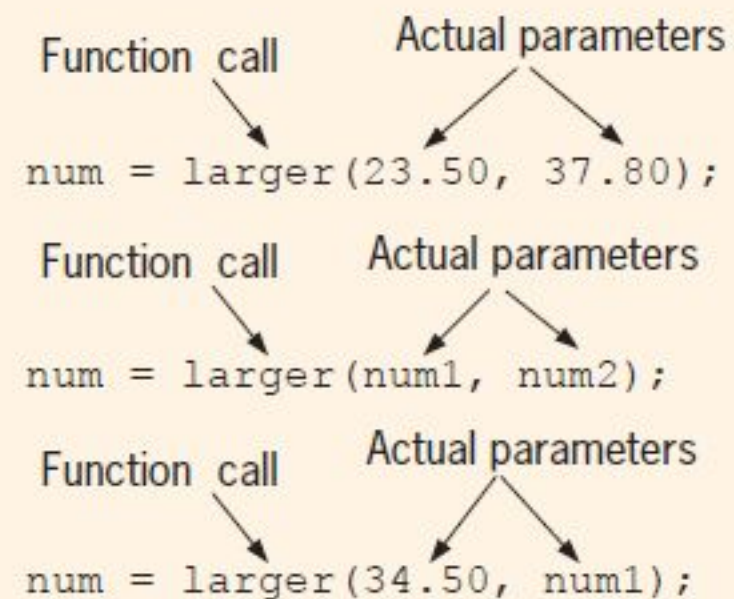 Function call Actual parameters
num = larger(23.50, 37.80);
Function call Actual parameters
num = larger(num1, num2);
Function call Actual parameters
num = larger(34.50, num1);